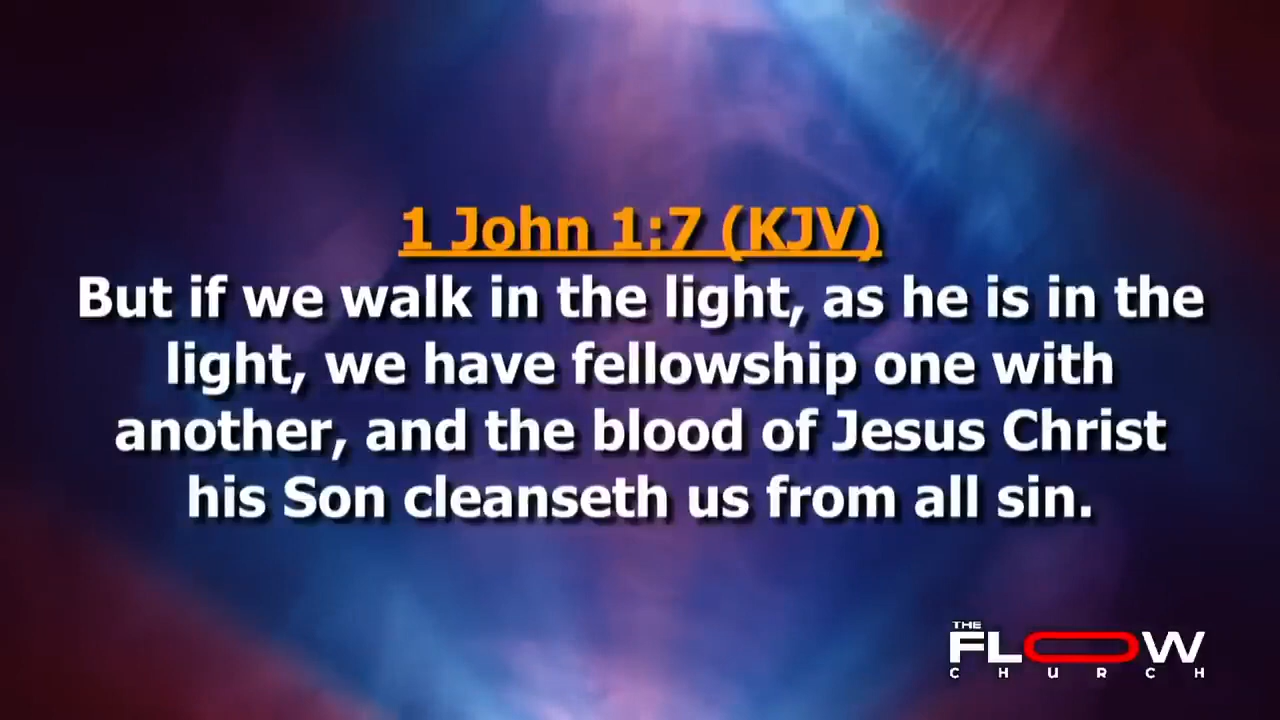 1 John 1:7 (KJV)
But if we walk in the light, as he is in the
light, we have fellowship one with
another, and the blood of Jesus Christ
his Son cleanseth us from all sin.
THE
FLOW
CHURCH